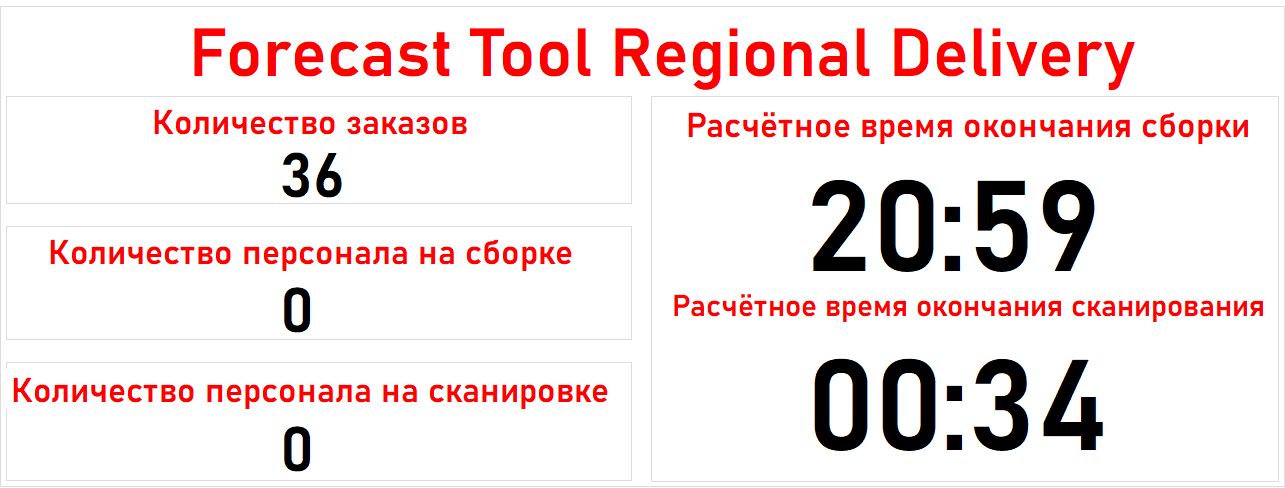 Forecast Tool Regional Delivery
Количество заказов
36
Количество персонала на сборке
0
Количество персонала на сканировке
0
Расчётное время окончания сборки
20:59
Расчётное время окончания сканирования
00:34